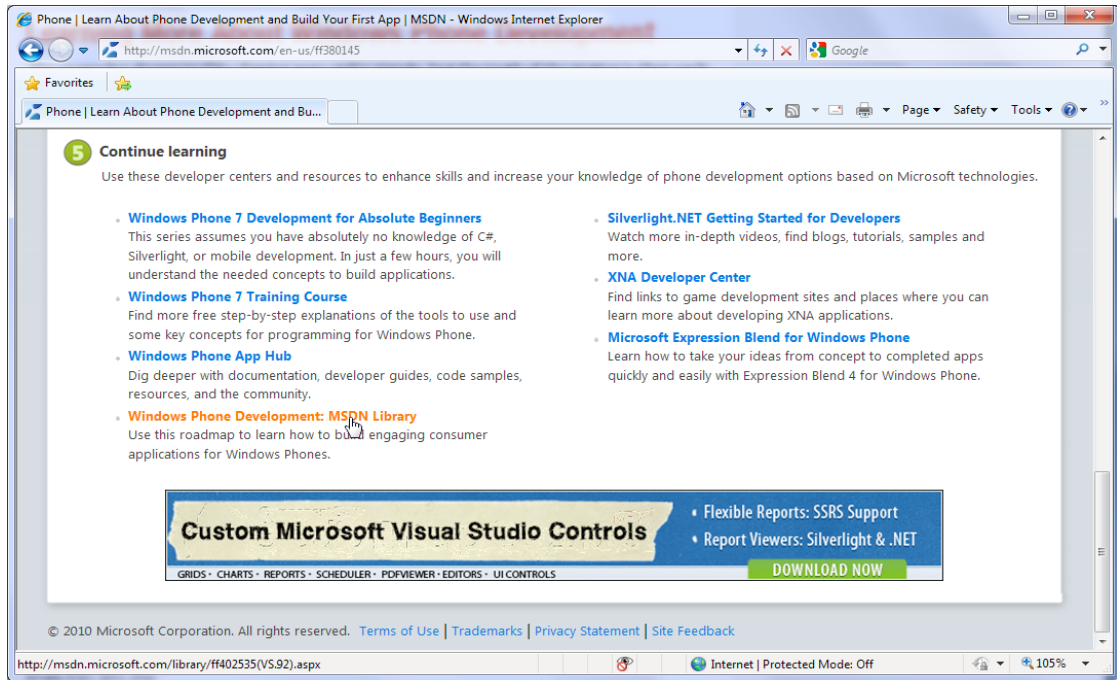 Phone | Learn About Phone Development and Build Your First App | MSDN - Windows Internet Explorer
http://msdn.microsoft.com/en-us/ff380145
Google
Favorites
Phone | Learn About Phone Development and Bu...
Page
Safety
Tools
5 Continue learning
Use these developer centers and resources to enhance skills and increase your knowledge of phone development options based on Microsoft technologies.
Windows Phone 7 Development for Absolute Beginners
This series assumes you have absolutely no knowledge of C#,
Silverlight, or mobile development. In just a few hours, you will
understand the needed concepts to build applications.
Windows Phone 7 Training Course
Find more free step-by-step explanations of the tools to use and
some key concepts for programming for Windows Phone.
Windows Phone App Hub
Dig deeper with documentation, developer guides, code samples,
resources, and the community.
Windows Phone Development: MSDN Library
Use this roadmap to learn how to build engaging consumer
applications for Windows Phones.
Silverlight.NET Getting Started for Developers
Watch more in-depth videos, find blogs, tutorials, samples and
more.
XNA Developer Center
Find links to game development sites and places where you can
learn more about developing XNA applications.
Microsoft Expression Blend for Windows Phone
Learn how to take your ideas from concept to completed apps
quickly and easily with Expression Blend 4 for Windows Phone.
Custom Microsoft Visual Studio Controls
GRIDS · CHARTS · REPORTS · SCHEDULER · PDFVIEWER · EDITORS · UI CONTROLS
• Flexible Reports: SSRS Support
• Report Viewers: Silverlight & .NET
DOWNLOAD NOW
© 2010 Microsoft Corporation. All rights reserved. Terms of Use | Trademarks | Privacy Statement | Site Feedback
http://msdn.microsoft.com/library/ff402535(VS.92).aspx
Internet | Protected Mode: Off
105%